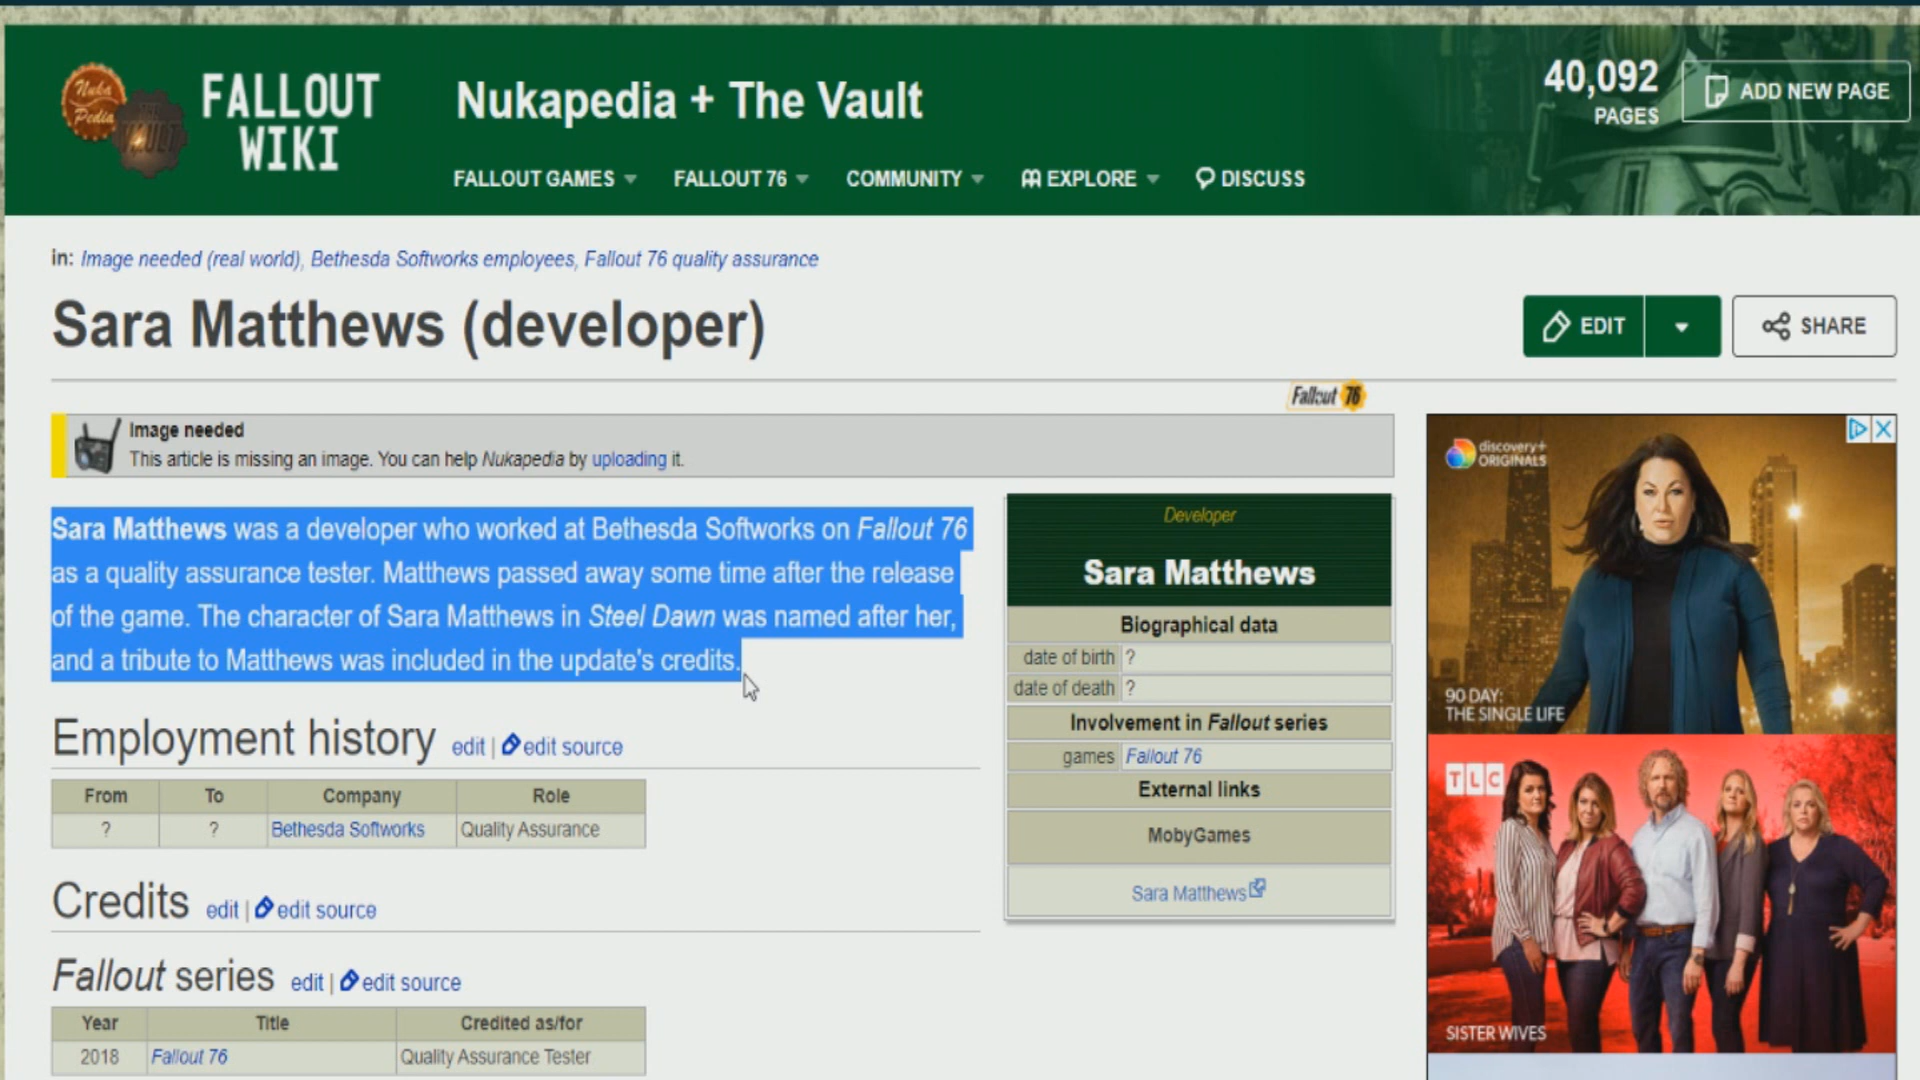 Nuka
Pedia
THE
VAULT
FALLOUT
WIKI
Nukapedia + The Vault
40,092
PAGES
ADD NEW PAGE
FALLOUT GAMES
FALLOUT 76
COMMUNITY
EXPLORE
DISCUSS
in: Image needed (real world), Bethesda Softworks employees, Fallout 76 quality assurance
Sara Matthews (developer)
EDIT
SHARE
Fallout 76
Image needed
This article is missing an image. You can help Nukapedia by uploading it.
Sara Matthews was a developer who worked at Bethesda Softworks on Fallout 76
as a quality assurance tester. Matthews passed away some time after the release
of the game. The character of Sara Matthews in Steel Dawn was named after her,
and a tribute to Matthews was included in the update's credits.
Developer
Sara Matthews
Biographical data
date of birth ?
date of death ?
Involvement in Fallout series
games Fallout 76
External links
MobyGames
Sara Matthews
Employment history edit | edit source
From To Company Role
? ? Bethesda Softworks Quality Assurance
Credits edit | edit source
Fallout series edit | edit source
Year Title Credited as/for
2018 Fallout 76 Quality Assurance Tester
discovery+
ORIGINALS
90 DAY:
THE SINGLE LIFE
TLC
SISTER WIVES